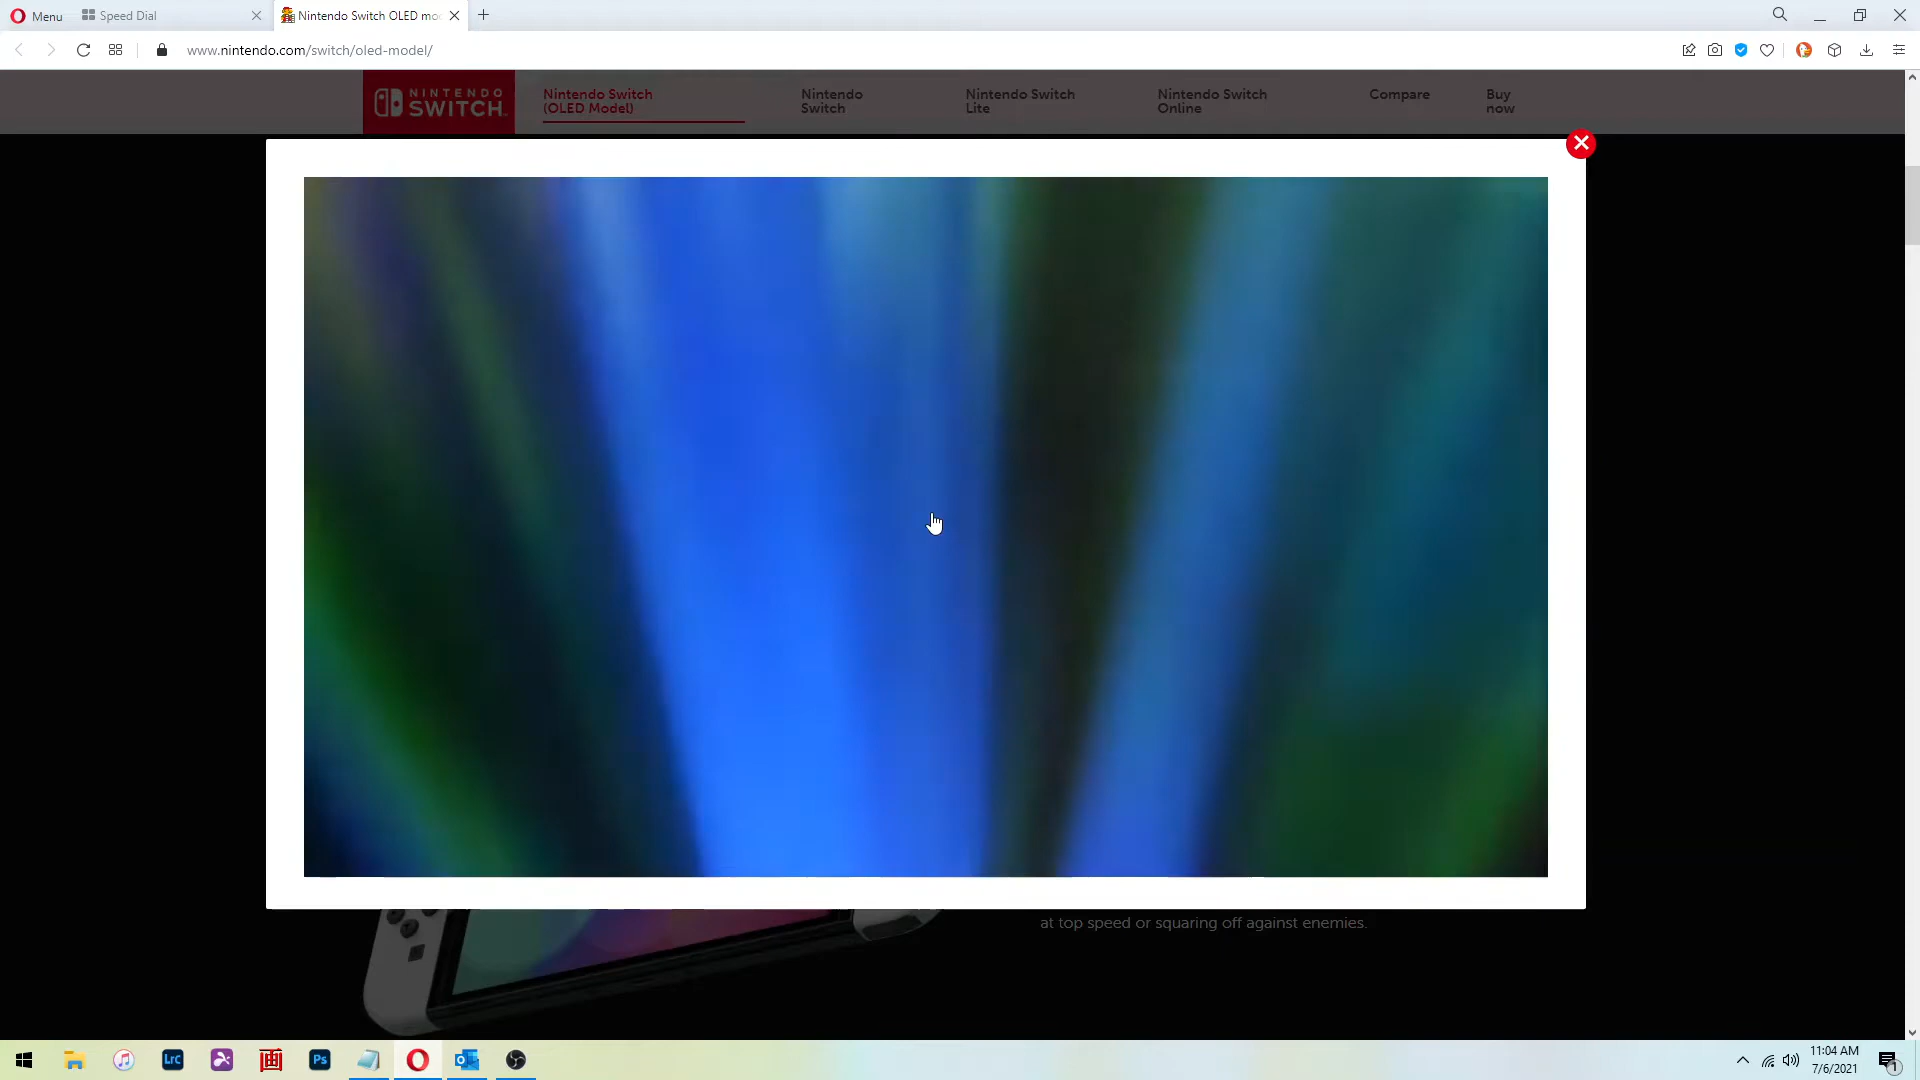 Menu
Speed Dial
Nintendo Switch OLED mo
www.nintendo.com/switch/oled-model/
NINTENDO
SWITCH
Nintendo Switch
(OLED Model)
Nintendo
Switch
Nintendo Switch
Lite
Nintendo Switch
Online
Compare
Buy
now
at top speed or squaring off against enemies.
Lrc
画
Ps
11:04 AM
7/6/2021
1